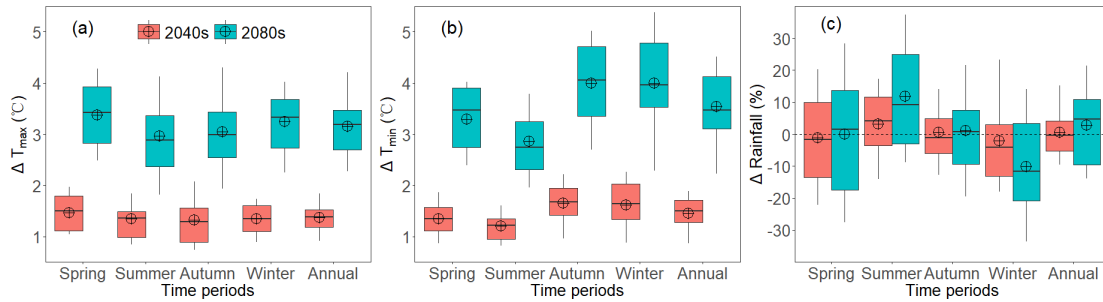 (a)
2040s 2080s
Δ Tmax (℃)
5
4
3
2
1
Spring Summer Autumn Winter Annual
Time periods
(b)
Δ Tmin (℃)
5
4
3
2
1
Spring Summer Autumn Winter Annual
Time periods
(c)
Δ Rainfall (%)
30
20
10
0
-10
-20
-30
Spring Summer Autumn Winter Annual
Time periods